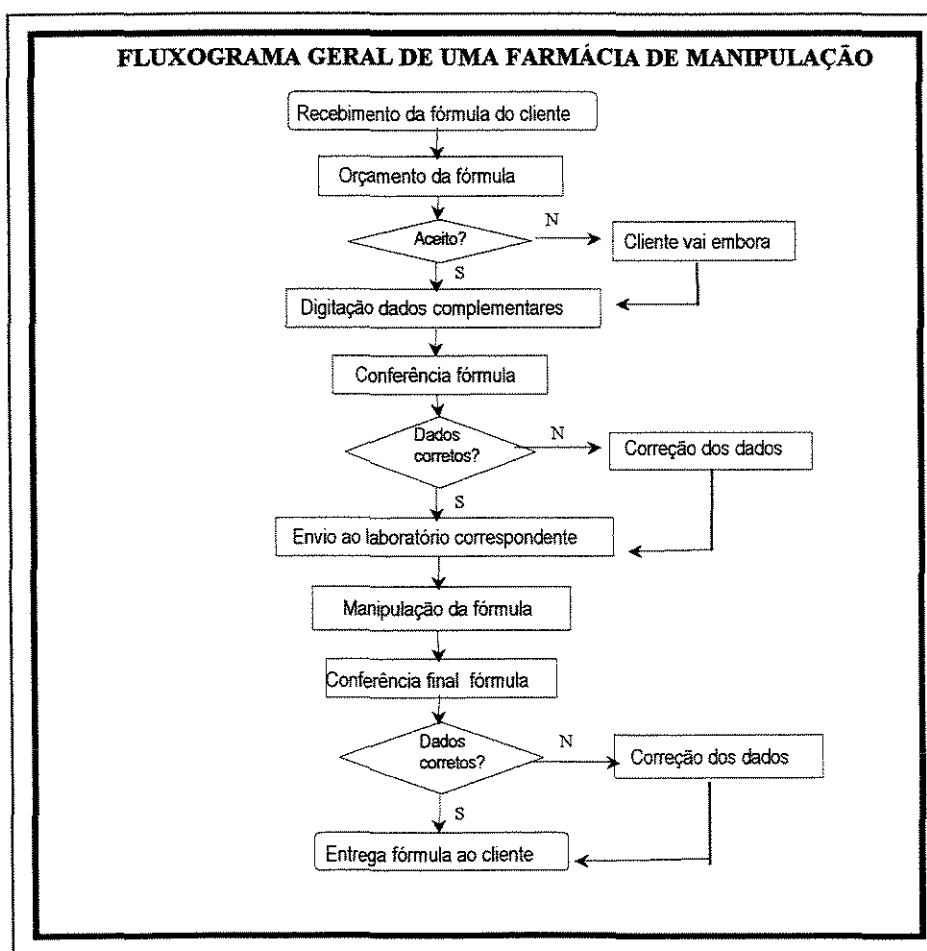 FLUXOGRAMA GERAL DE UMA FARMÁCIA DE MANIPULAÇÃO
Recebimento da fórmula do cliente
Orçamento da fórmula
Aceito?
N
Cliente vai embora
S
Digitação dados complementares
Conferência fórmula
Dados
corretos?
N
Correção dos dados
S
Envio ao laboratório correspondente
Manipulação da fórmula
Conferência final fórmula
Dados
corretos?
N
Correção dos dados
S
Entrega fórmula ao cliente